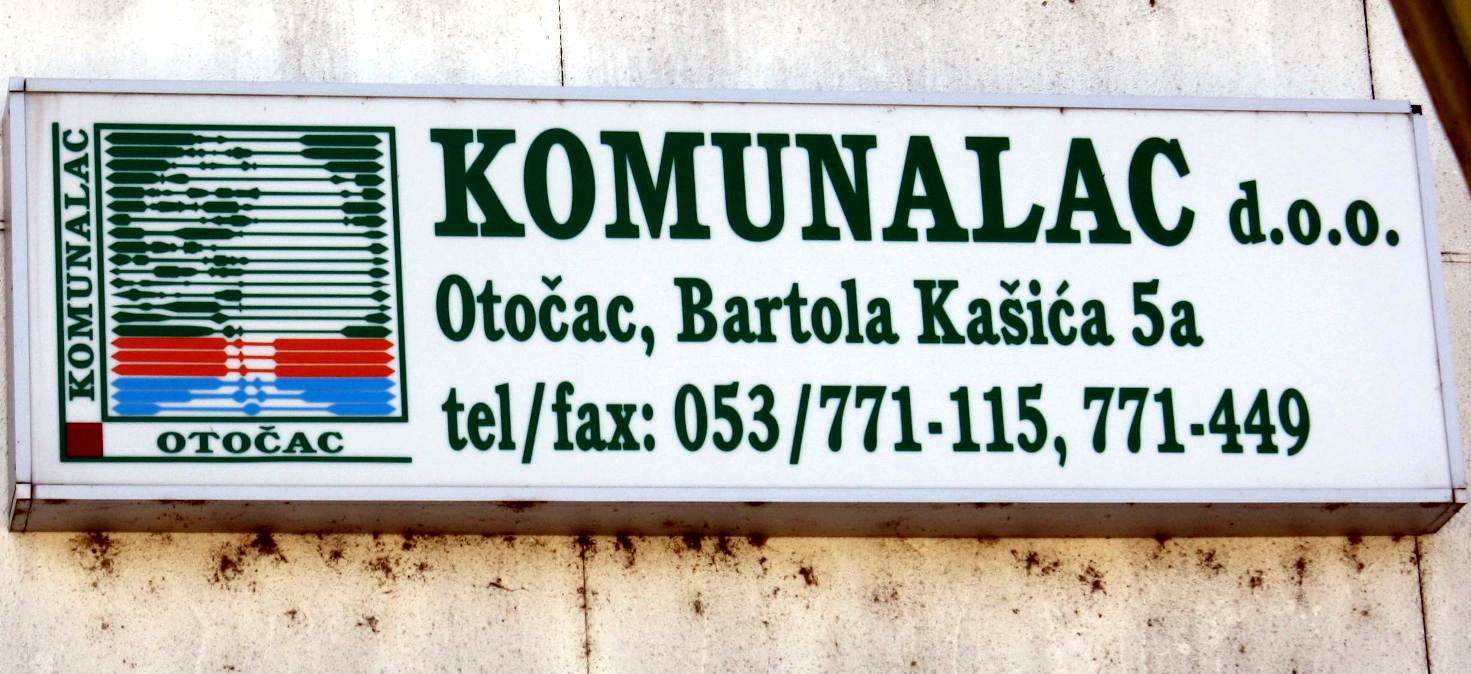 KOMUNALAC
OTOČAC
KOMUNALAC d.o.o.
Otočac, Bartola Kašića 5a
tel/fax: 053/771-115, 771-449